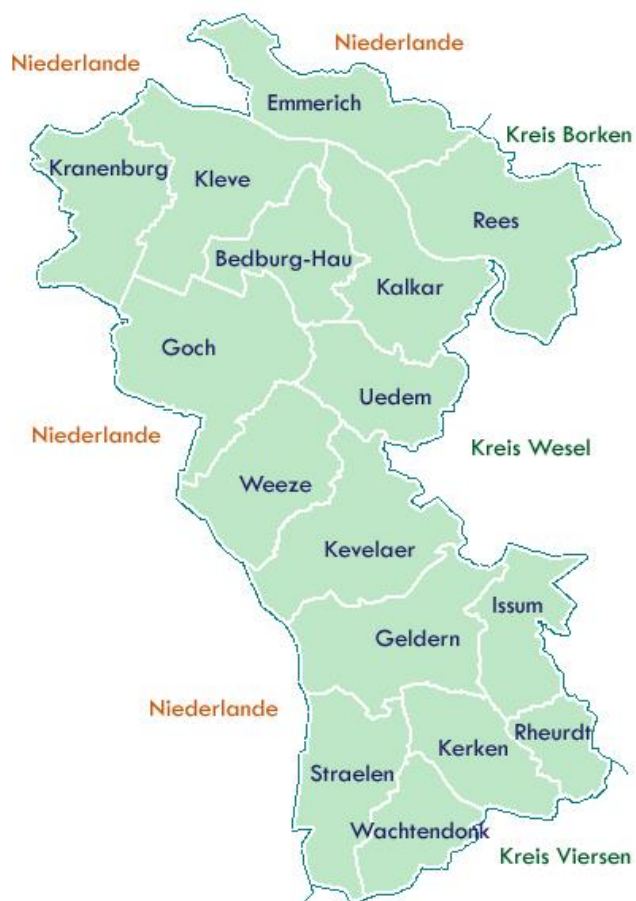 Niederlande
Niederlande
Emmerich
Kreis Borken
Kranenburg
Kleve
Rees
Bedburg-Hau
Kalkar
Goch
Uedem
Niederlande
Kreis Wesel
Weeze
Kevelaer
Issum
Geldern
Niederlande
Rheurdt
Kerken
Straelen
Wachtendonk
Kreis Viersen